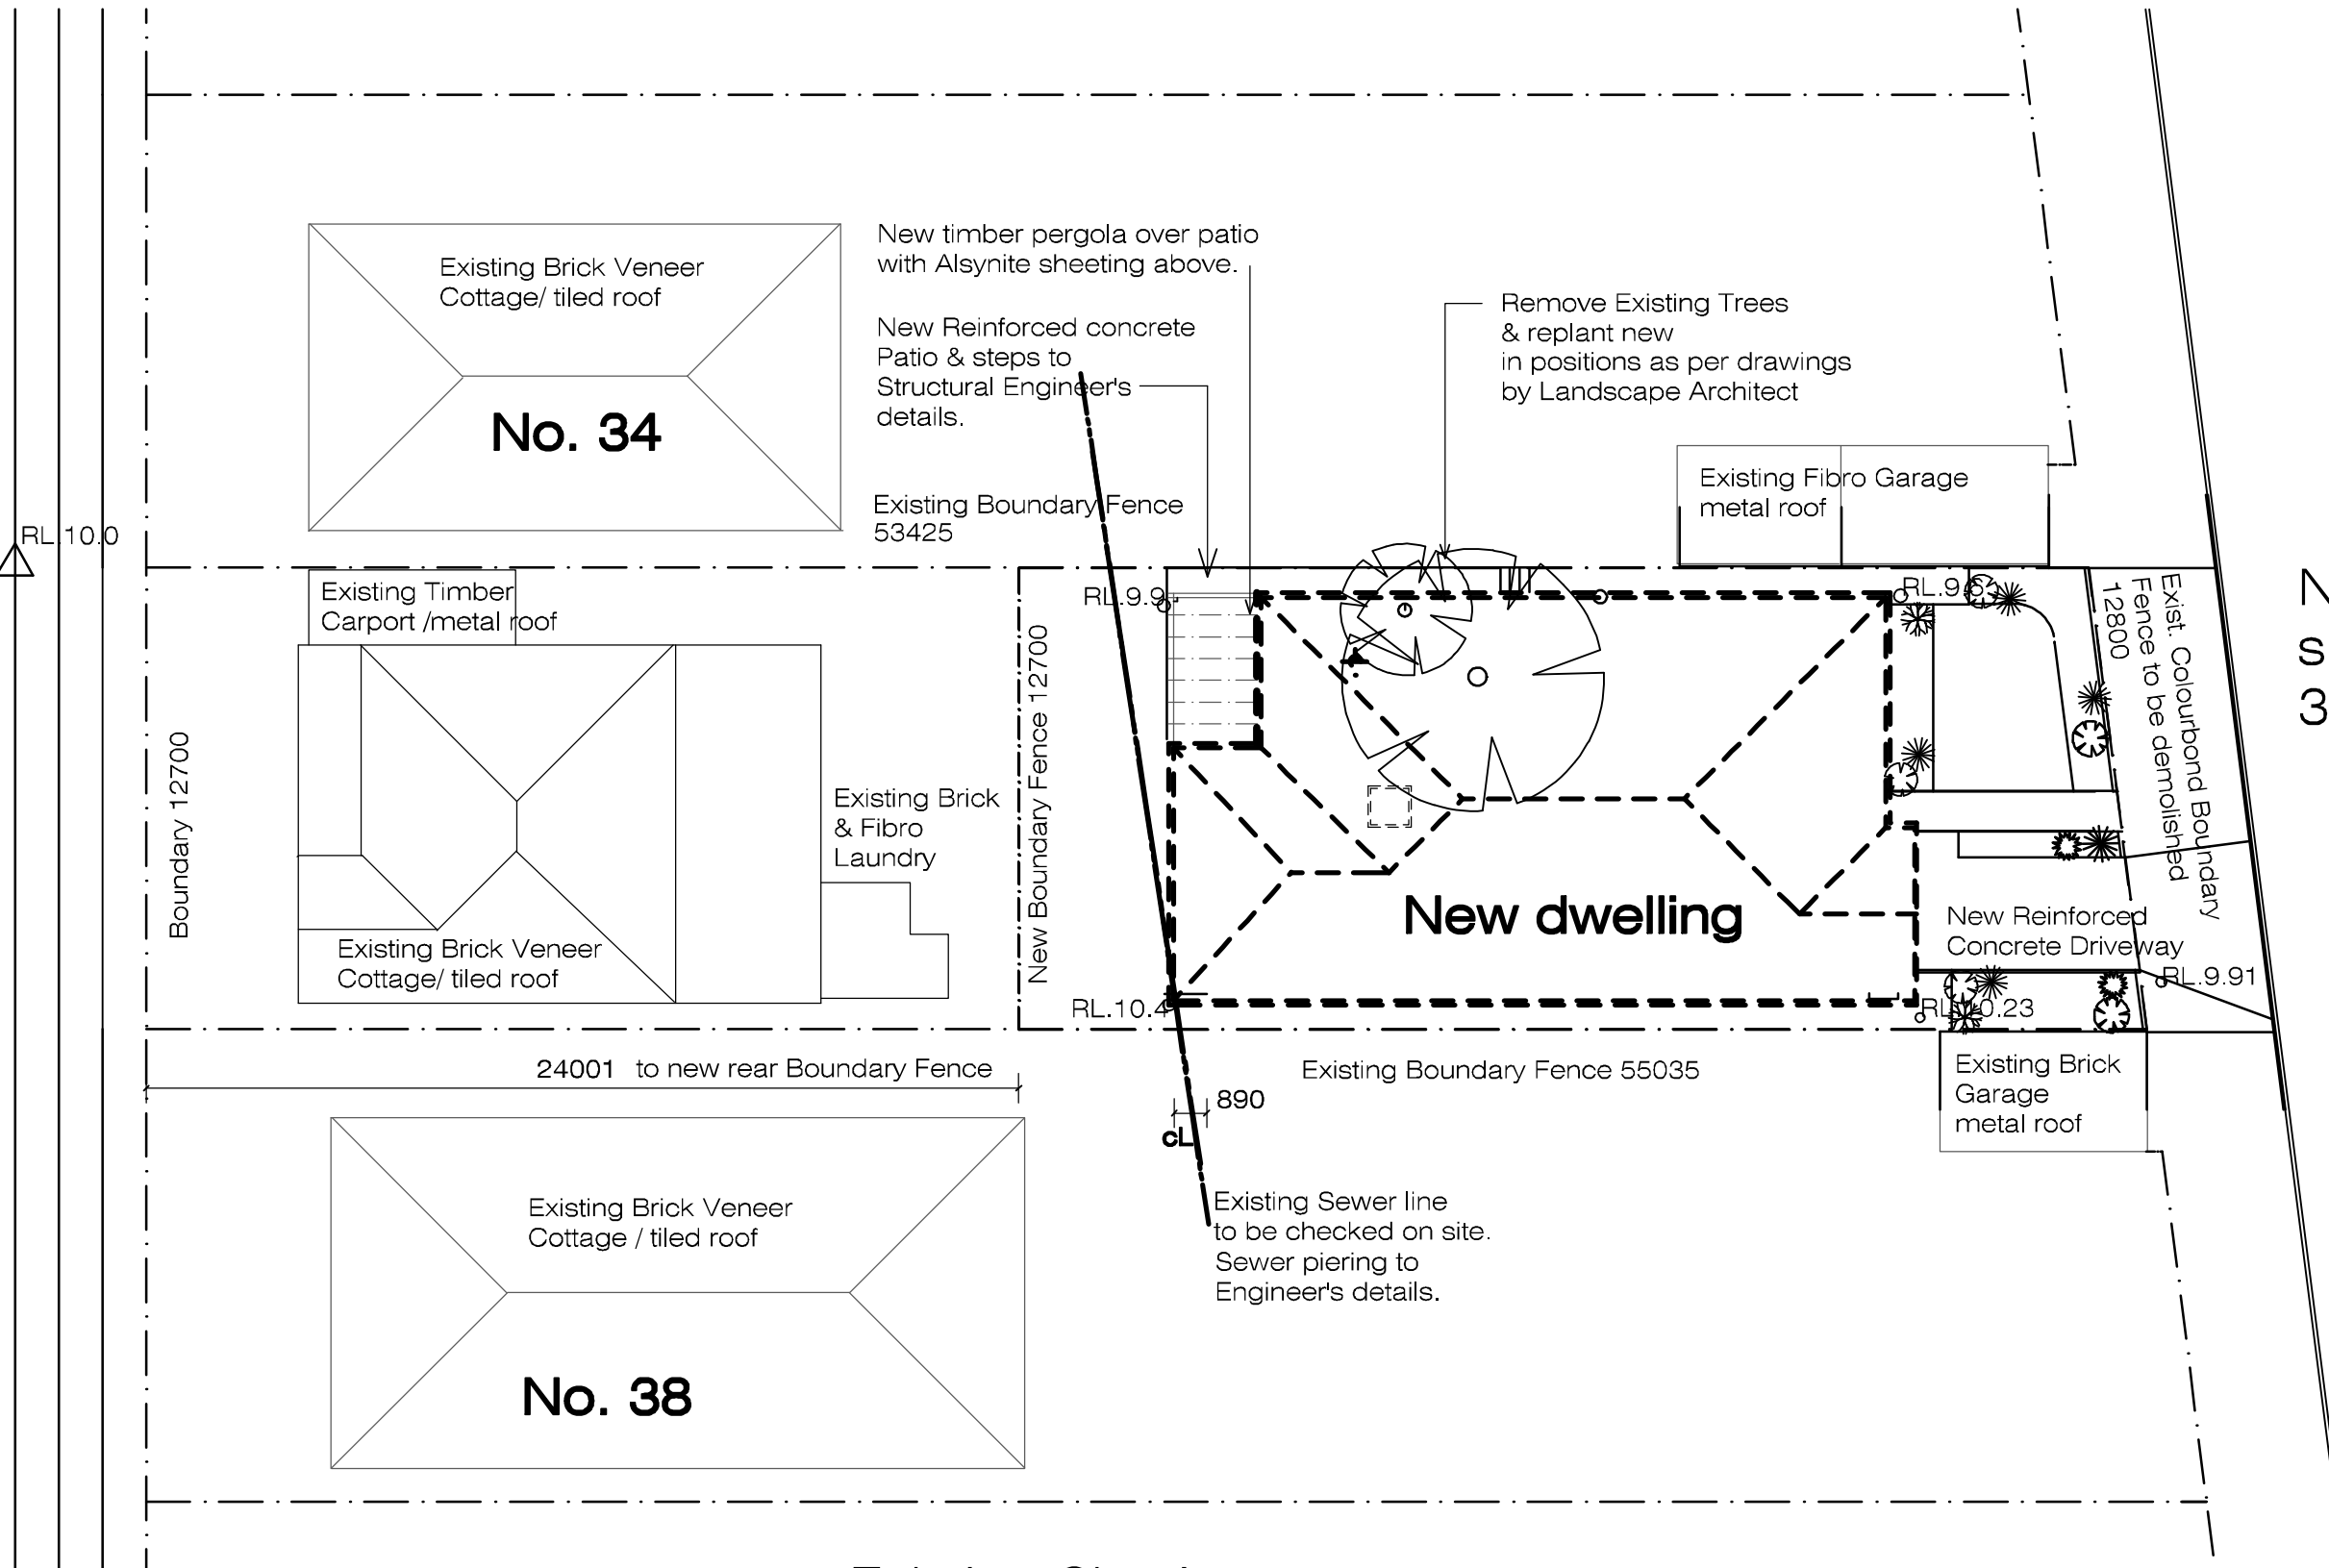 New timber pergola over patio
with Alsynite sheeting above.
Existing Brick Veneer
Cottage/ tiled roof
No. 34
New Reinforced concrete
Patio & steps to
Structural Engineer's
details.
Remove Existing Trees
& replant new
in positions as per drawings
by Landscape Architect
Existing Fibro Garage
metal roof
Existing Boundary Fence
53425
RL.10.0
Existing Timber
Carport /metal roof
RL.9.9
Exist. Colourbond Boundary
Fence to be demolished
12800
Boundary 12700
New Boundary Fence 12700
Existing Brick
& Fibro
Laundry
New dwelling
Existing Brick Veneer
Cottage/ tiled roof
New Reinforced
Concrete Driveway
RL.9.91
RL.10.4
24001 to new rear Boundary Fence
Existing Boundary Fence 55035
Existing Brick
Garage
metal roof
890
cL
Existing Sewer line
to be checked on site.
Sewer piering to
Engineer's details.
Existing Brick Veneer
Cottage / tiled roof
No. 38